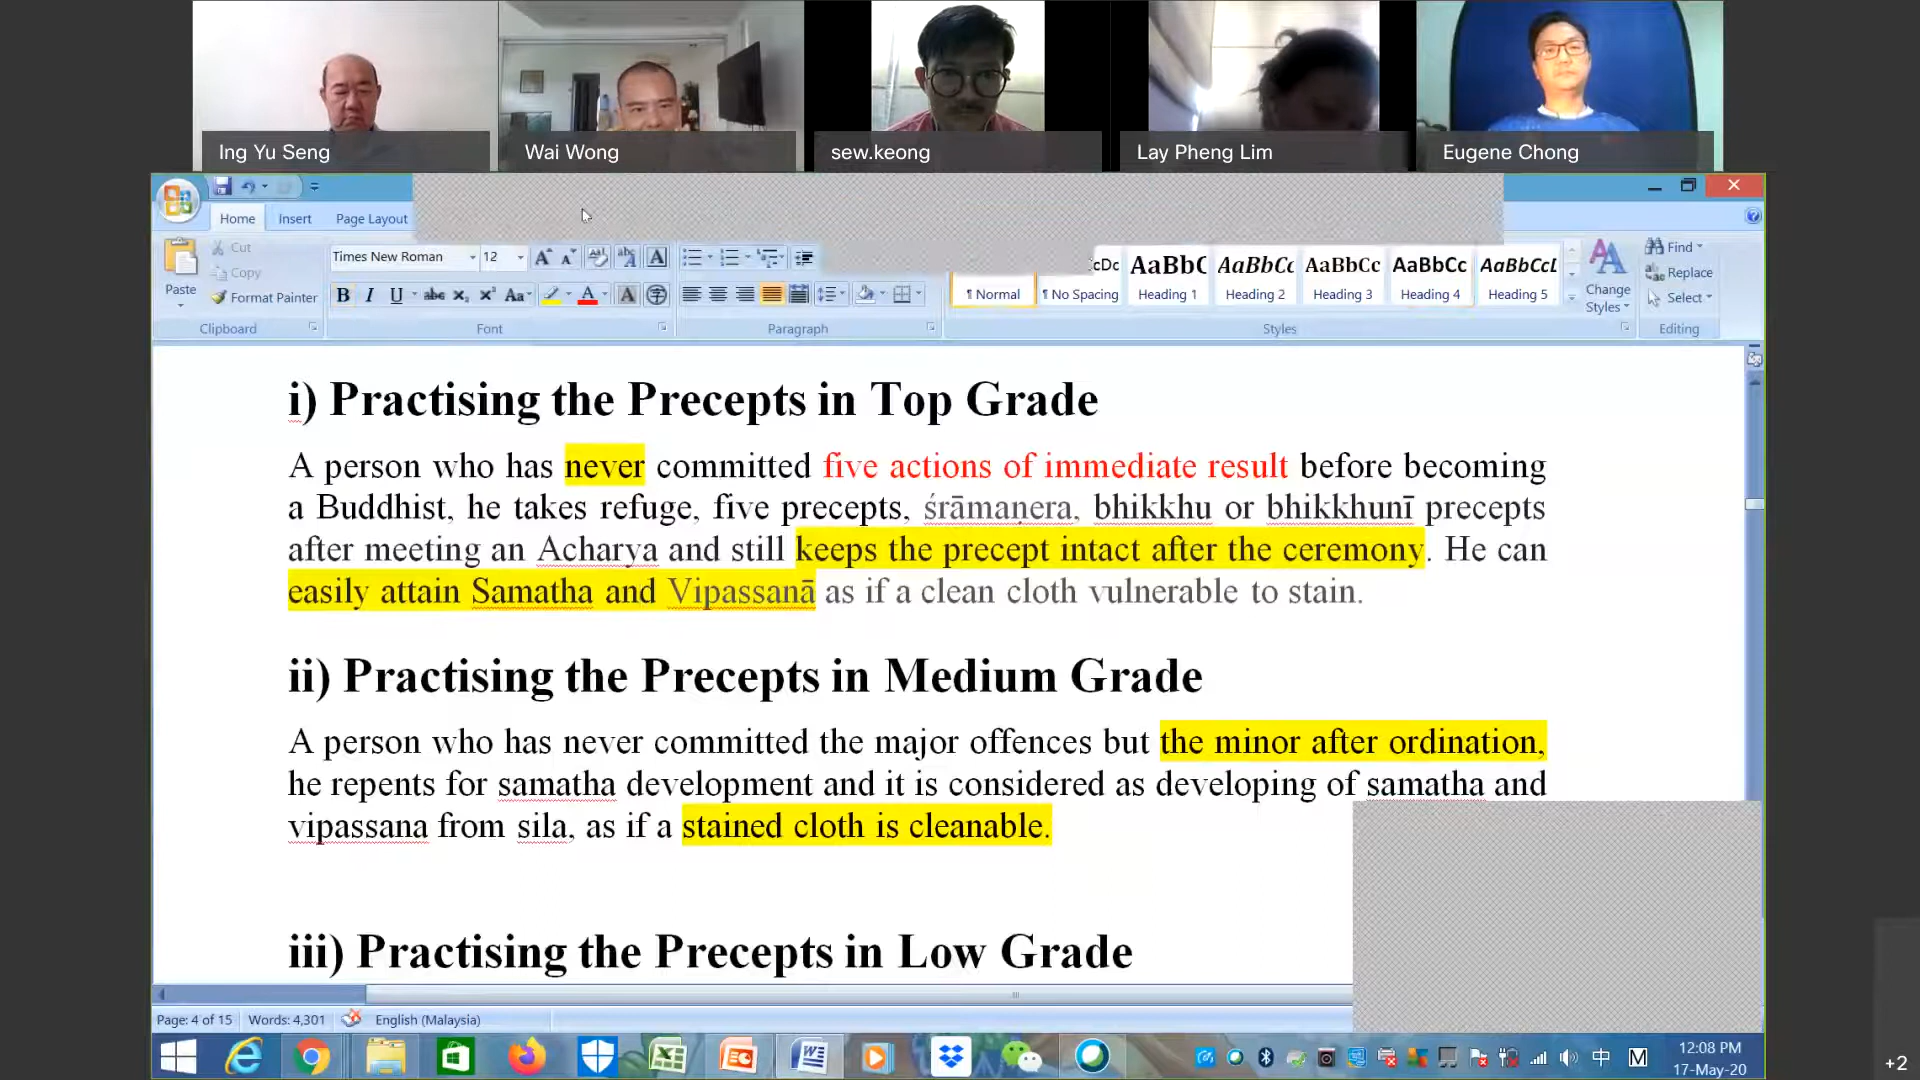 Ing Yu Seng
Wai Wong
sew.keong
Lay Pheng Lim
Eugene Chong
Home Insert Page Layout
Paste
Cut
Copy
Format Painter
Clipboard
Times New Roman 12
Font
Paragraph
AaBbC AaBbCc AaBbCc AaBbCc AaBbCcL
¶ Normal ¶ No Spacing Heading 1 Heading 2 Heading 3 Heading 4 Heading 5
Styles
Change
Styles
Find
Replace
Select
Editing
i) Practising the Precepts in Top Grade
A person who has never committed five actions of immediate result before becoming
a Buddhist, he takes refuge, five precepts, śrāmaṇera, bhikkhu or bhikkhunī precepts
after meeting an Acharya and still keeps the precept intact after the ceremony. He can
easily attain Samatha and Vipassanā as if a clean cloth vulnerable to stain.
ii) Practising the Precepts in Medium Grade
A person who has never committed the major offences but the minor after ordination,
he repents for samatha development and it is considered as developing of samatha and
vipassana from sila, as if a stained cloth is cleanable.
iii) Practising the Precepts in Low Grade
Page: 4 of 15 Words: 4,301 English (Malaysia)
中 M
12:08 PM
17-May-20
+2